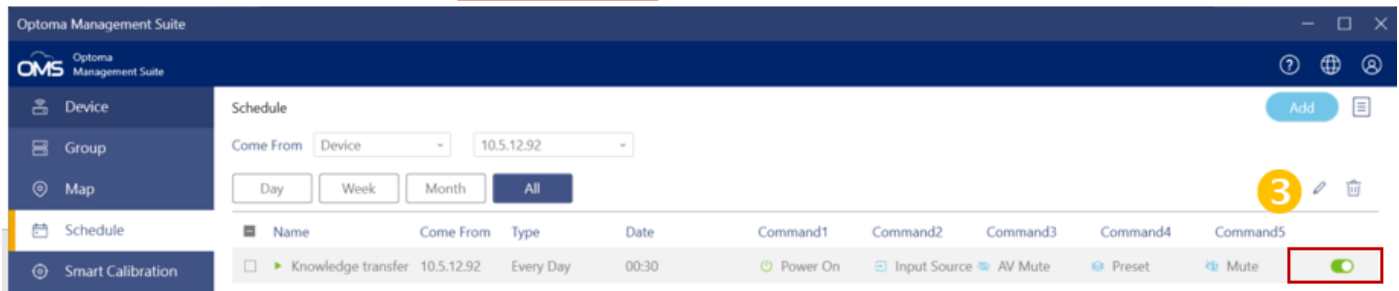 Optoma Management Suite
OMS Optoma
Management Suite
Device
Group
Map
Schedule
Smart Calibration
Schedule
Add
Come From Device 10.5.12.92
Day Week Month All
3
Name Come From Type Date Command1 Command2 Command3 Command4 Command5
Knowledge transfer 10.5.12.92 Every Day 00:30 Power On Input Source AV Mute Preset Mute